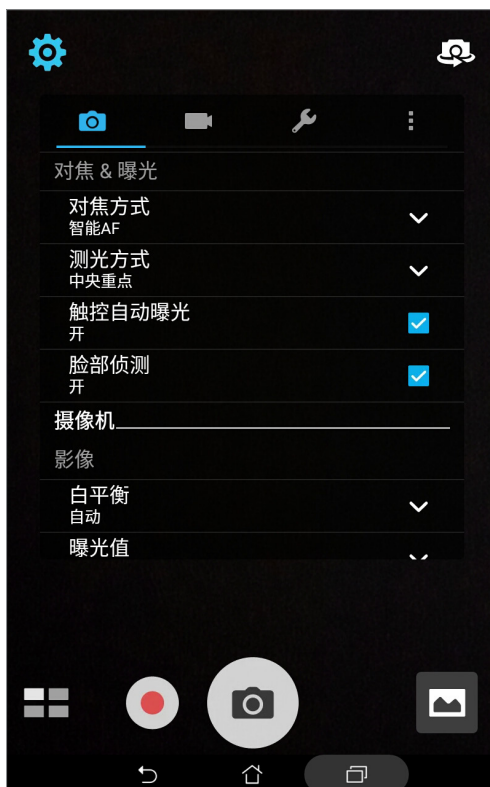 对焦 & 曝光
对焦方式
智能AF
测光方式
中央重点
触控自动曝光
开
脸部侦测
开
摄像机
影像
白平衡
自动
曝光值